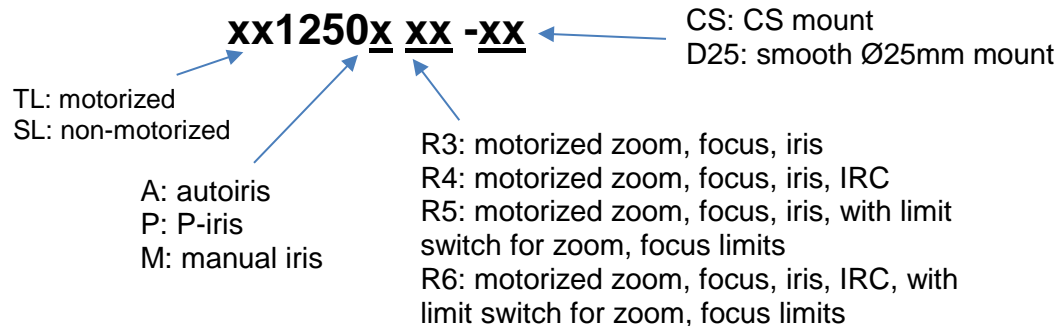 xx1250x xx -xx
CS: CS mount
D25: smooth Ø25mm mount
TL: motorized
SL: non-motorized
A: autoiris
P: P-iris
M: manual iris
R3: motorized zoom, focus, iris
R4: motorized zoom, focus, iris, IRC
R5: motorized zoom, focus, iris, with limit
switch for zoom, focus limits
R6: motorized zoom, focus, iris, IRC, with
limit switch for zoom, focus limits